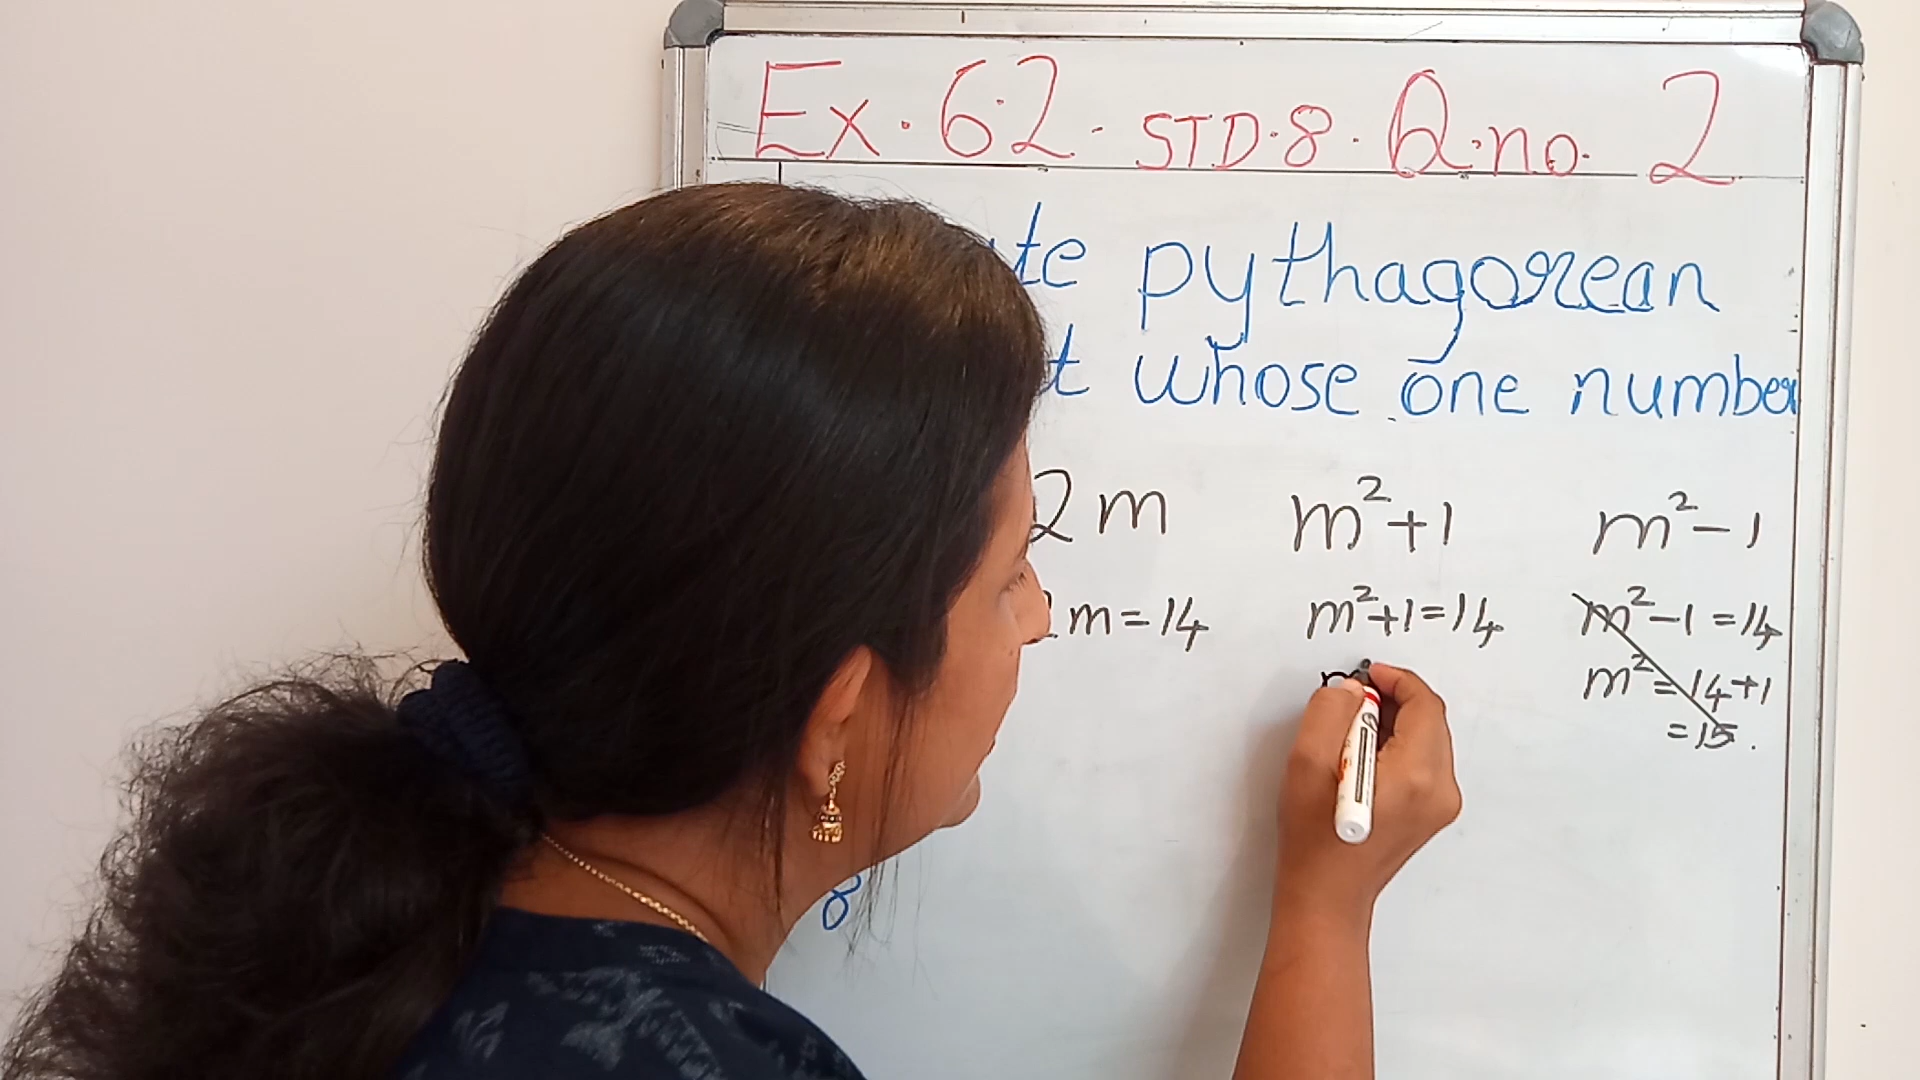 Ex. 6.2. STD.8. Q.no. 2
te pythagorean
t whose one number
2m m²+1 m²-1
2m=14 m²+1=14 m²-1=14
m m²=14+1
=15.
8